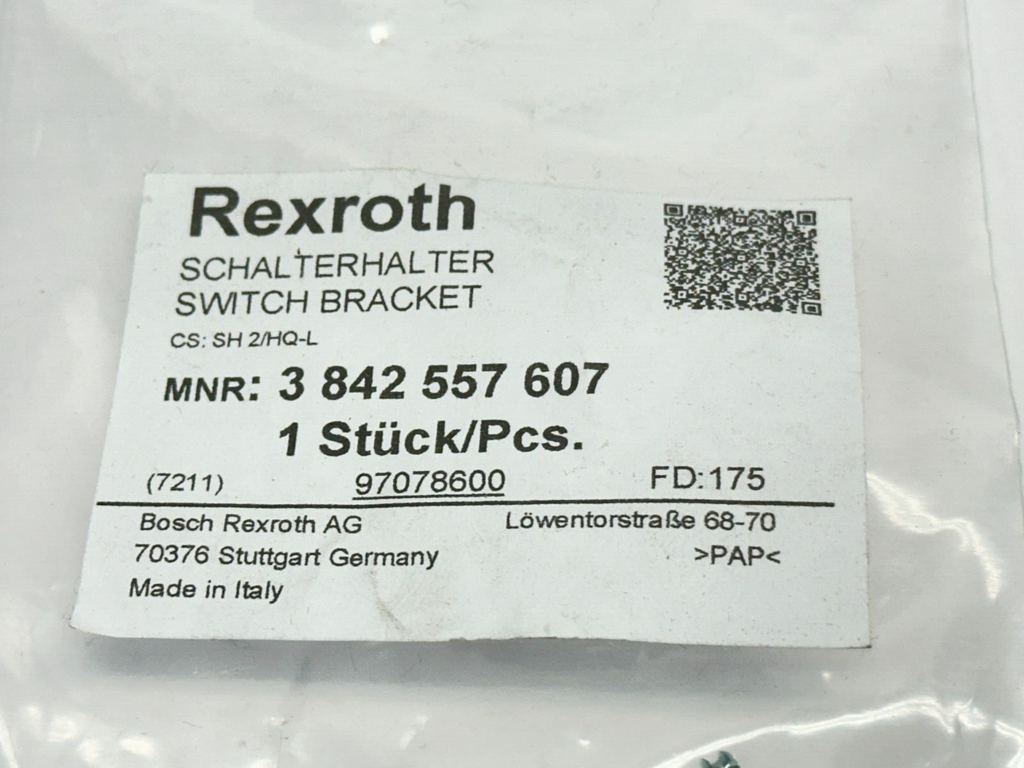 Rexroth
SCHALTERHALTER
SWITCH BRACKET
CS: SH 2/HQ-L
MNR: 3 842 557 607
1 Stück/Pcs.
(7211) 97078600 FD:175
Bosch Rexroth AG Löwentorstraße 68-70
70376 Stuttgart Germany >PAP<
Made in Italy